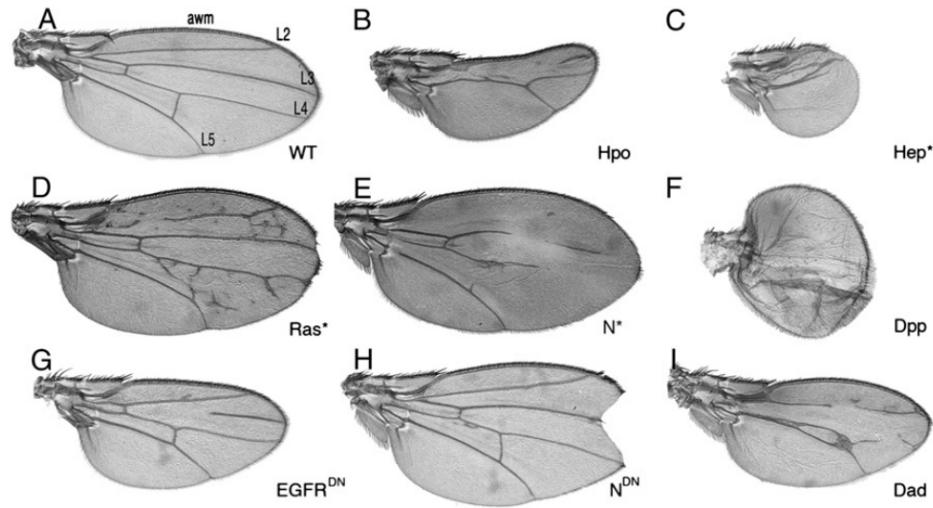 A
awm
L2
L3
L4
L5
WT
B
Hpo
C
Hep*
D
Ras*
E
N*
F
Dpp
G
EGFR^DN
H
N^DN
I
Dad